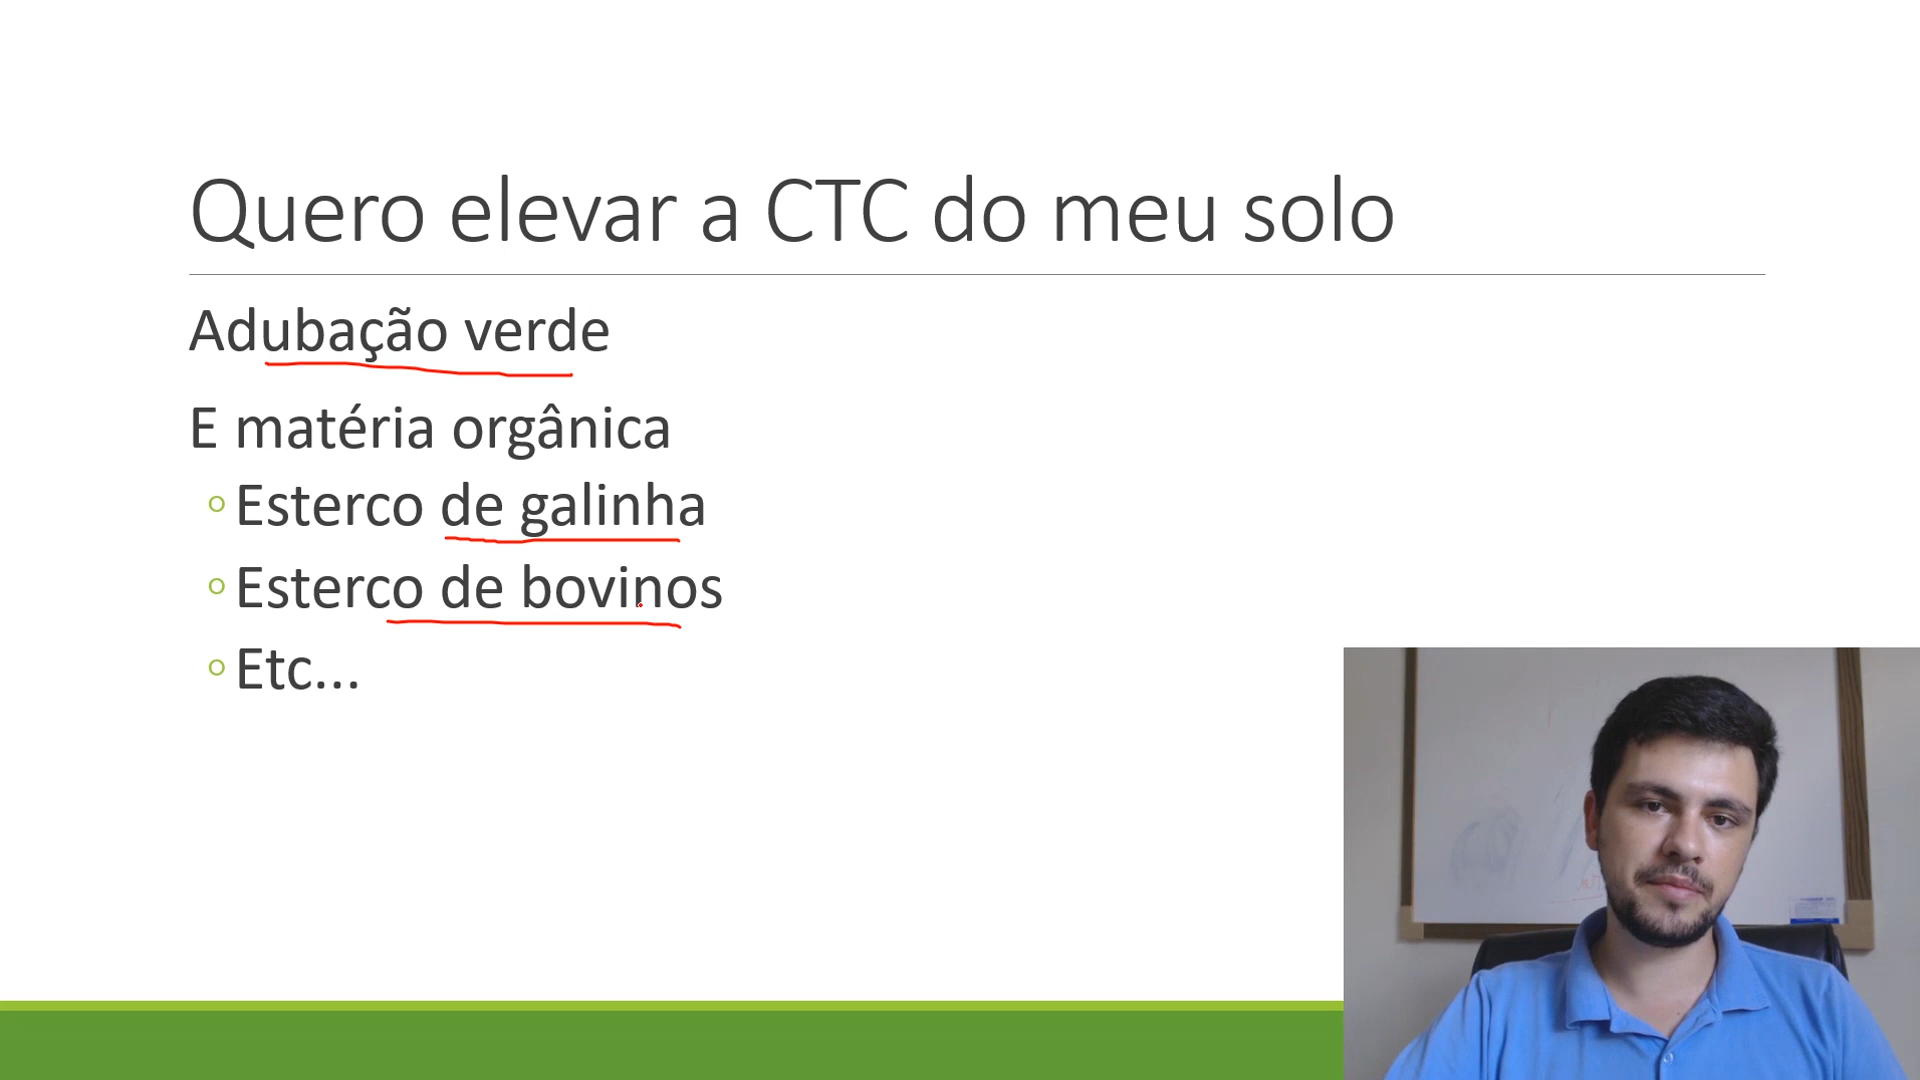 Quero elevar a CTC do meu solo
Adubação verde
E matéria orgânica
Esterco de galinha
Esterco de bovinos
Etc...